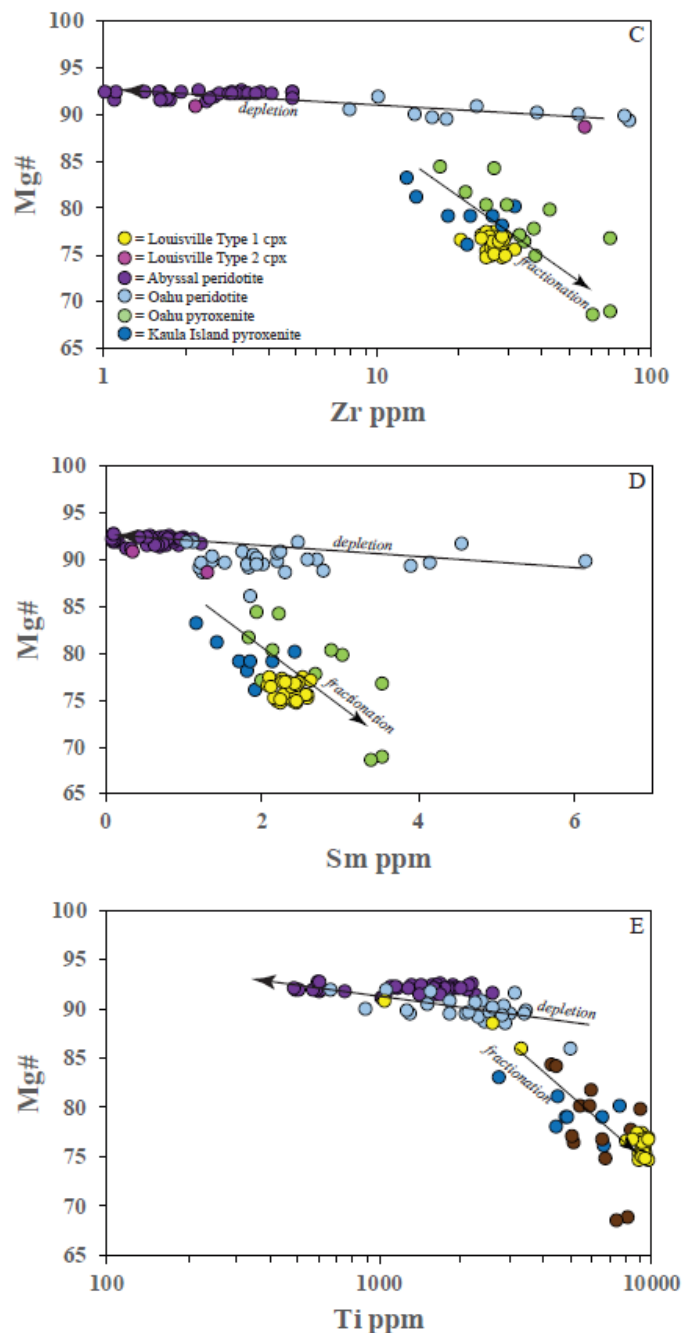 C
100
95
90
85
80
75
70
65
Mg#
depletion
fractionation
= Louisville Type 1 cpx
= Louisville Type 2 cpx
= Abyssal peridotite
= Oahu peridotite
= Oahu pyroxenite
= Kaula Island pyroxenite
1 10 100
Zr ppm
D
100
95
90
85
80
75
70
65
Mg#
depletion
fractionation
0 2 4 6
Sm ppm
E
100
95
90
85
80
75
70
65
Mg#
depletion
fractionation
100 1000 10000
Ti ppm